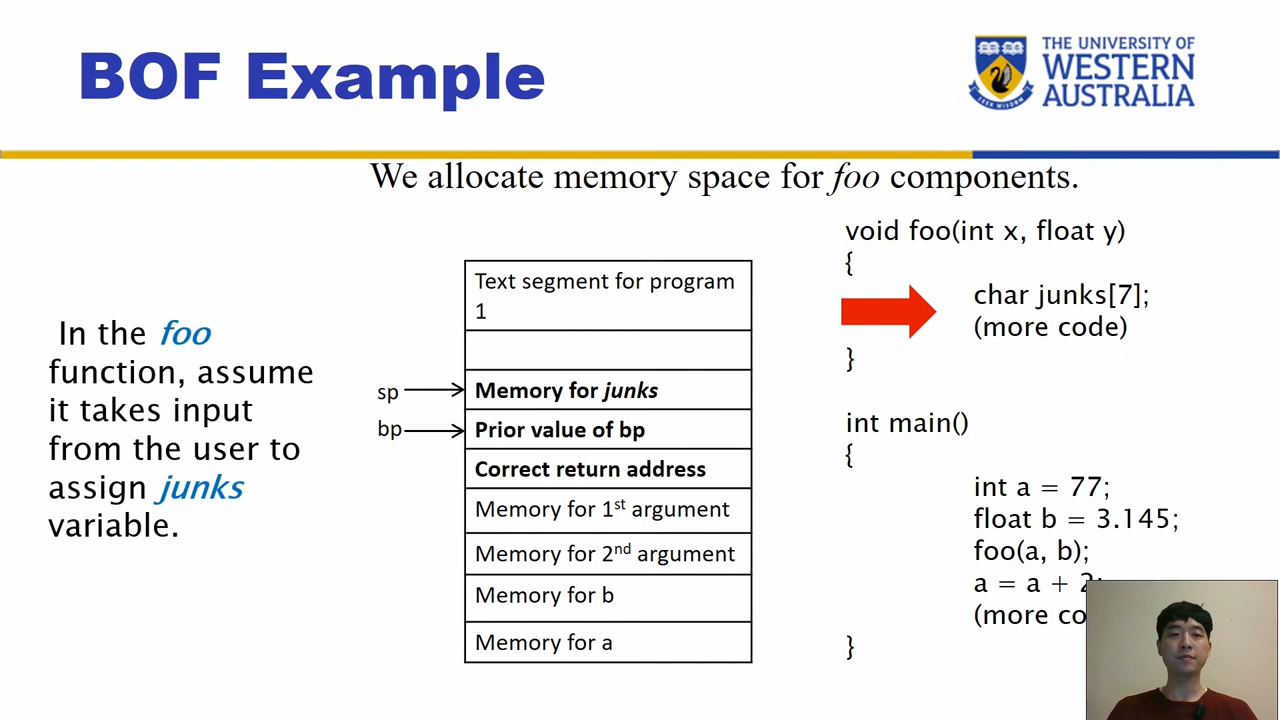 BOF Example
THE UNIVERSITY OF
WESTERN
AUSTRALIA
SEEK WISDOM
We allocate memory space for foo components.
In the foo
function, assume
it takes input
from the user to
assign junks
variable.
sp
bp
Text segment for program
1
Memory for junks
Prior value of bp
Correct return address
Memory for 1st argument
Memory for 2nd argument
Memory for b
Memory for a
void foo(int x, float y)
{
char junks[7];
(more code)
}
int main()
{
int a = 77;
float b = 3.145;
foo(a, b);
a = a + 2;
(more co
}